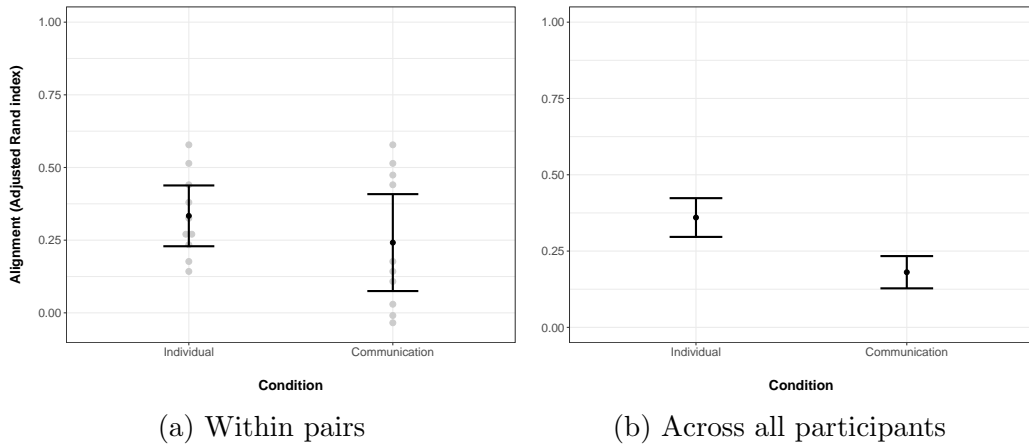 Alignment (Adjusted Rand index)
1.00
0.75
0.50
0.25
0.00
Individual
Communication
Condition
(a) Within pairs
1.00
0.75
0.50
0.25
0.00
Individual
Communication
Condition
(b) Across all participants